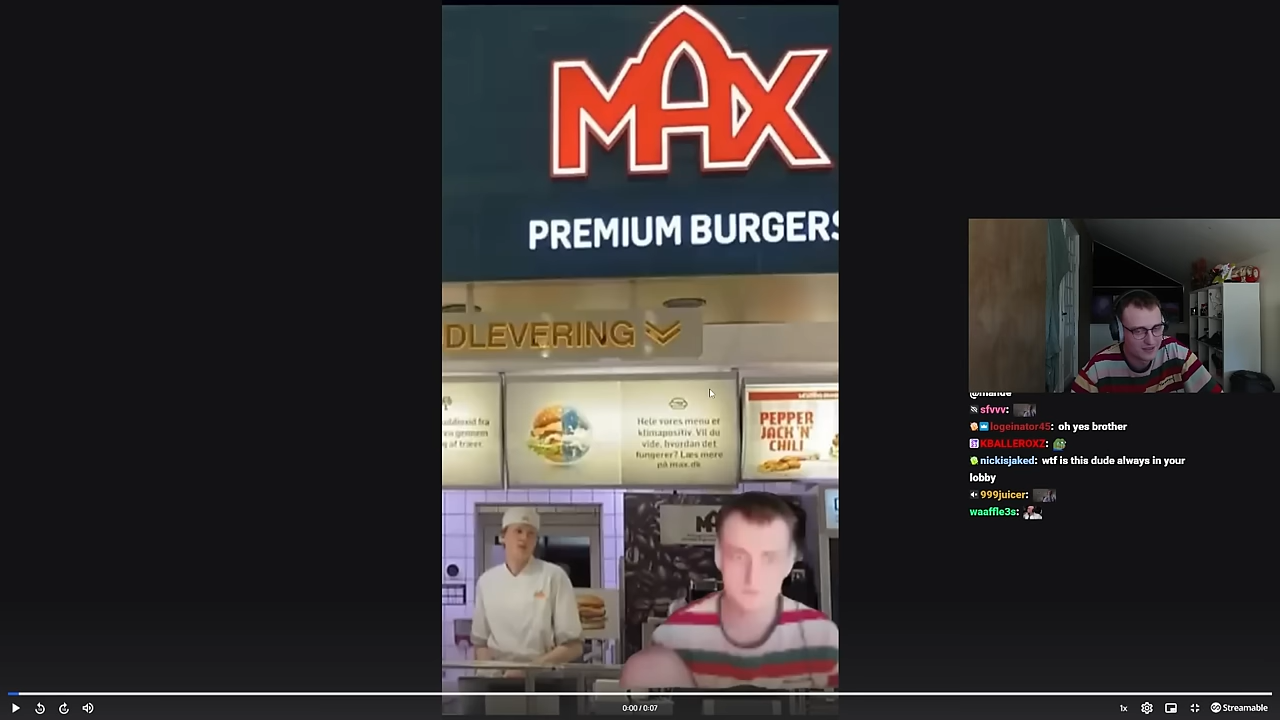 MAX
PREMIUM BURGERS
DLEVERING
Hele vores menu er
klimapositiv. Vil du
vide, hvordan det
fungerer? Læs mere
på max.dk
PEPPER
JACK 'N'
CHILI
@mande
sfvvv:
logeinator45: oh yes brother
KBALLEROXZ:
nickisjaked: wtf is this dude always in your
lobby
999juicer:
waaffle3s:
0:00 / 0:07
1x
Streamable